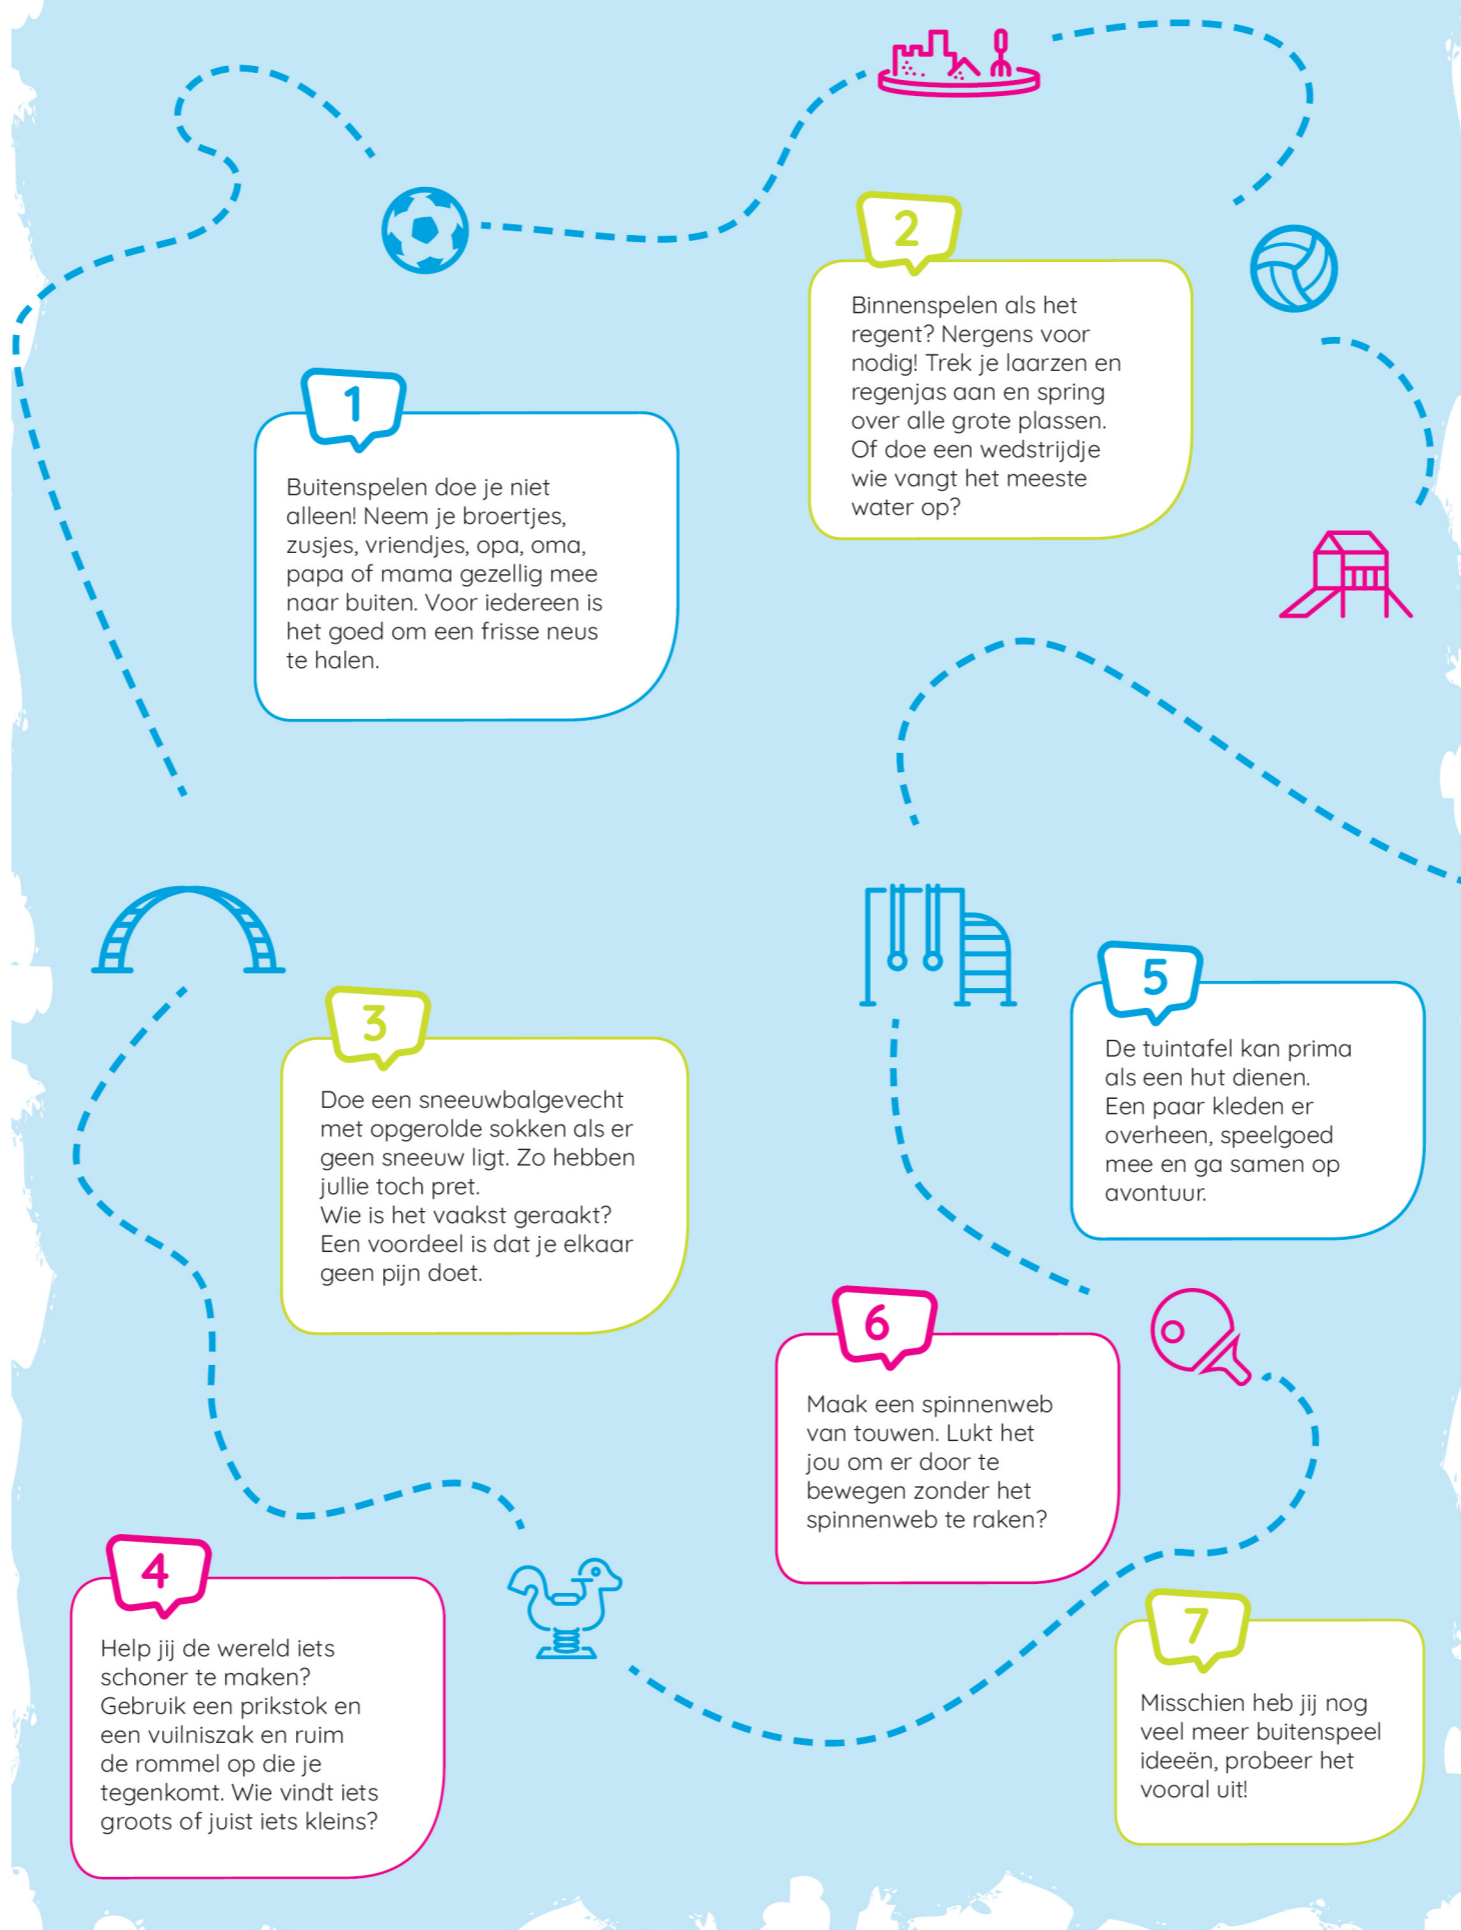 1
Buitenspelen doe je niet
alleen! Neem je broertjes,
zusjes, vriendjes, opa, oma,
papa of mama gezellig mee
naar buiten. Voor iedereen is
het goed om een frisse neus
te halen.
2
Binnenspelen als het
regent? Nergens voor
nodig! Trek je laarzen en
regenjas aan en spring
over alle grote plassen.
Of doe een wedstrijdje
wie vangt het meeste
water op?
3
Doe een sneeuwbalgevecht
met opgerolde sokken als er
geen sneeuw ligt. Zo hebben
jullie toch pret.
Wie is het vaakst geraakt?
Een voordeel is dat je elkaar
geen pijn doet.
4
Help jij de wereld iets
schoner te maken?
Gebruik een prikstok en
een vuilniszak en ruim
de rommel op die je
tegenkomt. Wie vindt iets
groots of juist iets kleins?
5
De tuintafel kan prima
als een hut dienen.
Een paar kleden er
overheen, speelgoed
mee en ga samen op
avontuur.
6
Maak een spinnenweb
van touwen. Lukt het
jou om er door te
bewegen zonder het
spinnenweb te raken?
7
Misschien heb jij nog
veel meer buitenspeel
ideeën, probeer het
vooral uit!